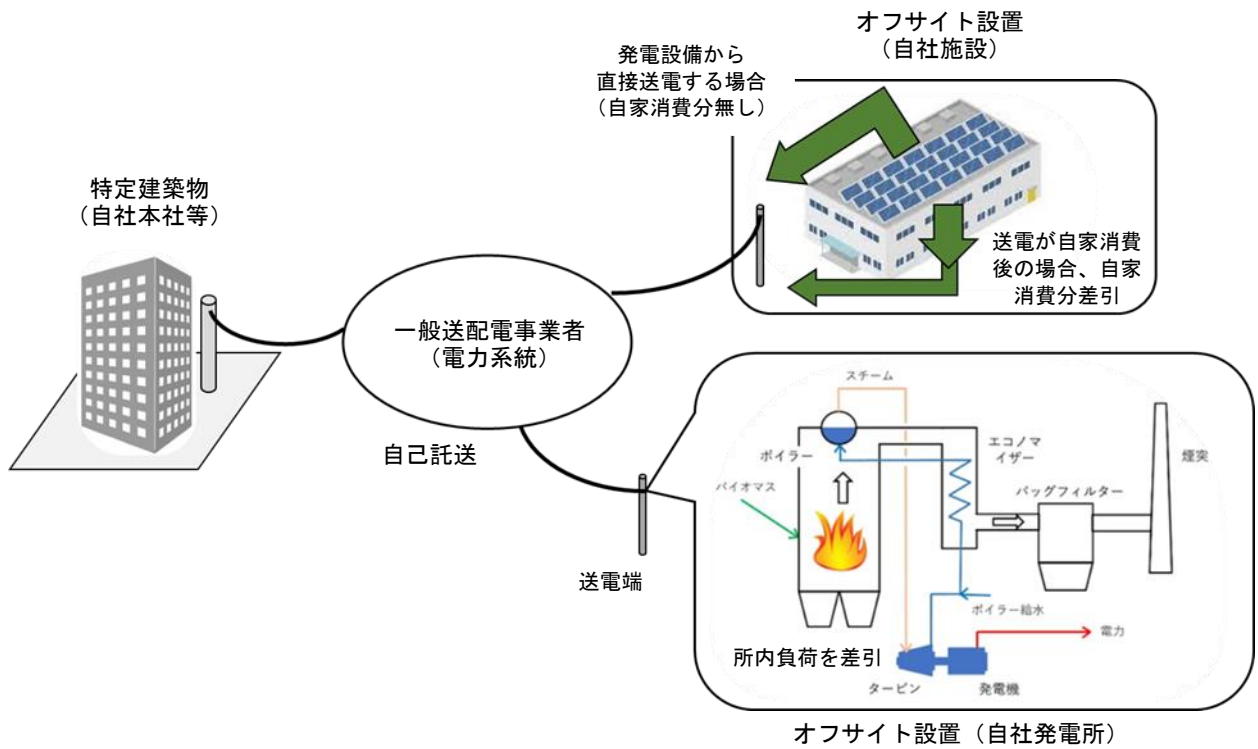 オフサイト設置
（自社施設）
発電設備から
直接送電する場合
（自家消費分無し）
特定建築物
（自社本社等）
送電が自家消費
後の場合、自家
消費分差引
一般送配電事業者
（電力系統）
自己託送
送電端
スチーム
ボイラー
エコノマ
イザー
煙突
バイオマス
バッグフィルター
ボイラー給水
電力
所内負荷を差引
タービン
発電機
オフサイト設置（自社発電所）